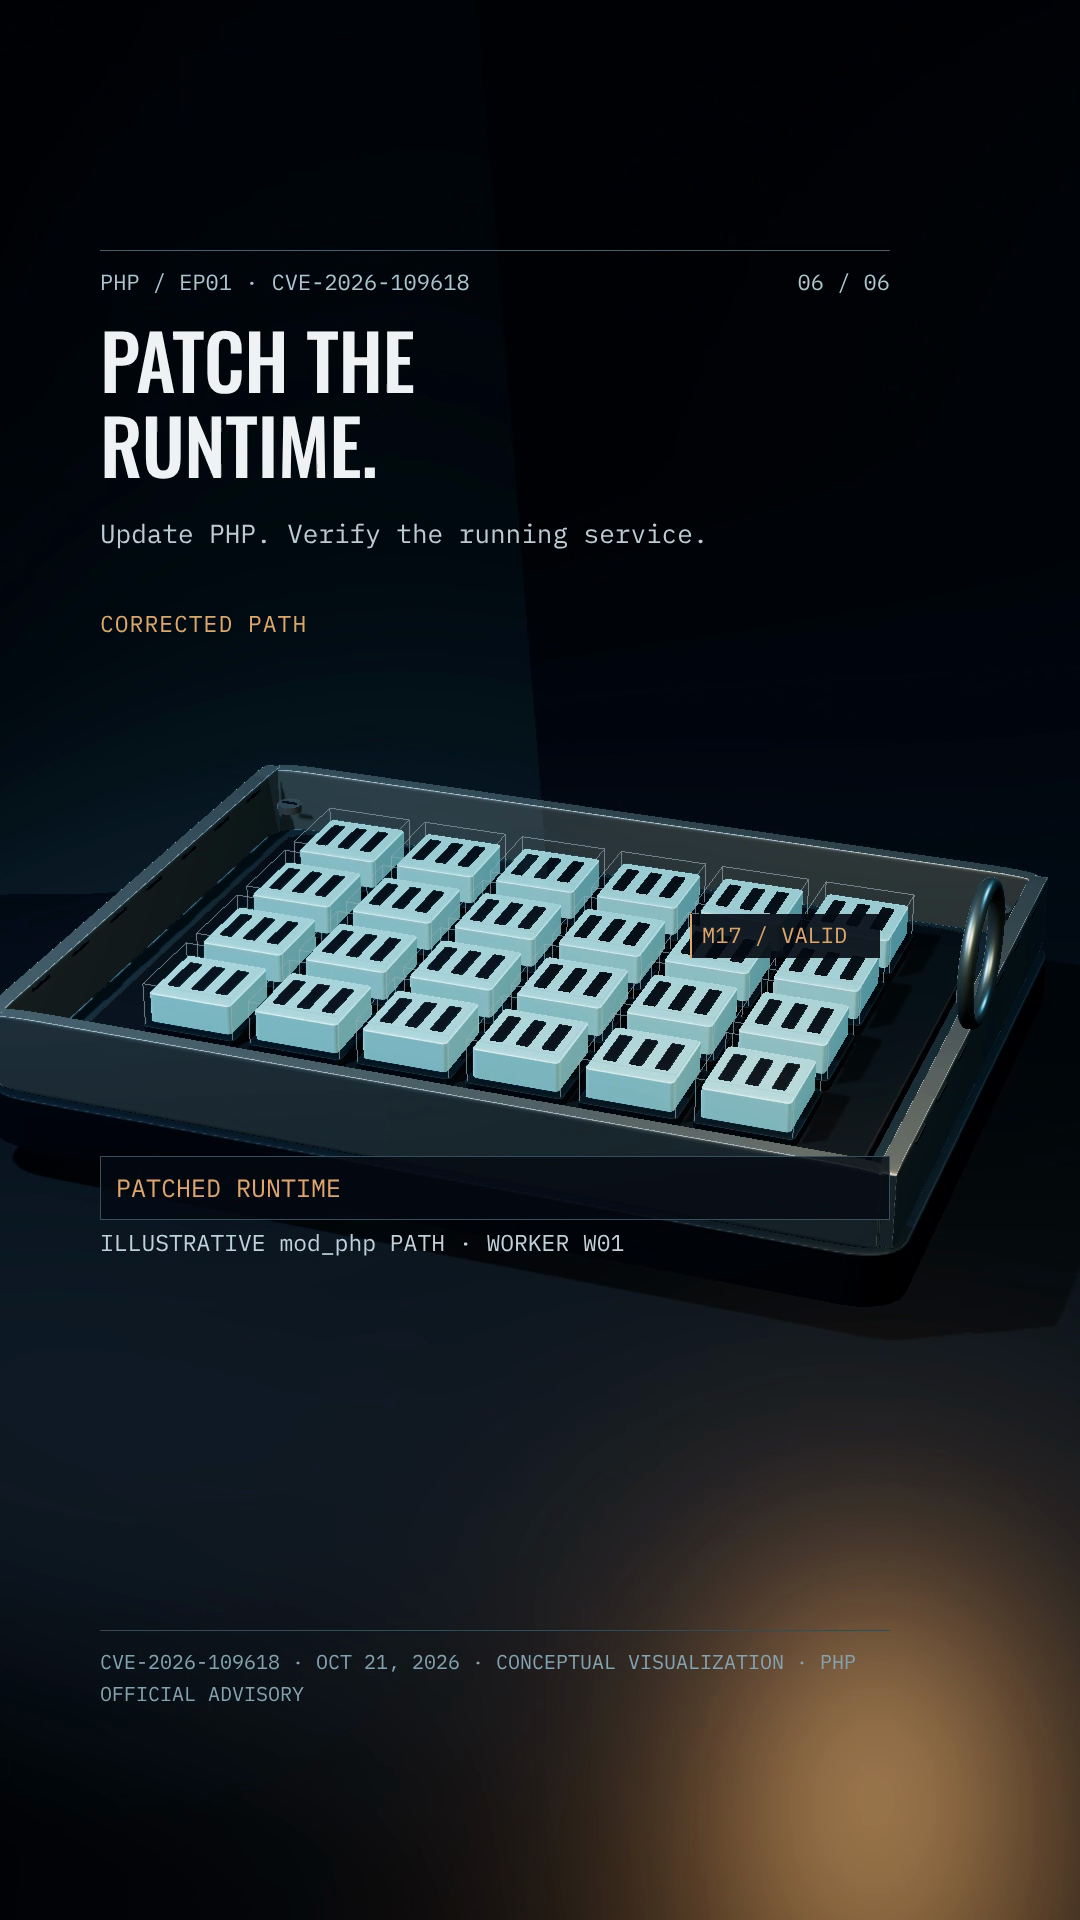 PHP / EP01 · CVE-2026-109618
06 / 06
PATCH THE
RUNTIME.
Update PHP. Verify the running service.
CORRECTED PATH
M17 / VALID
PATCHED RUNTIME
ILLUSTRATIVE mod_php PATH · WORKER W01
CVE-2026-109618 · OCT 21, 2026 · CONCEPTUAL VISUALIZATION · PHP
OFFICIAL ADVISORY